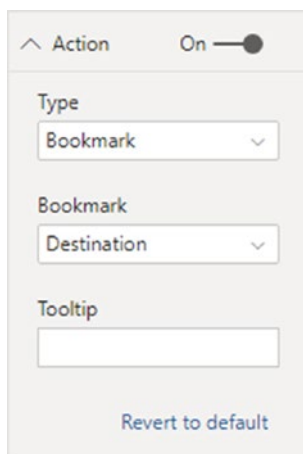 Action On
Type
Bookmark
Bookmark
Destination
Tooltip
Revert to default